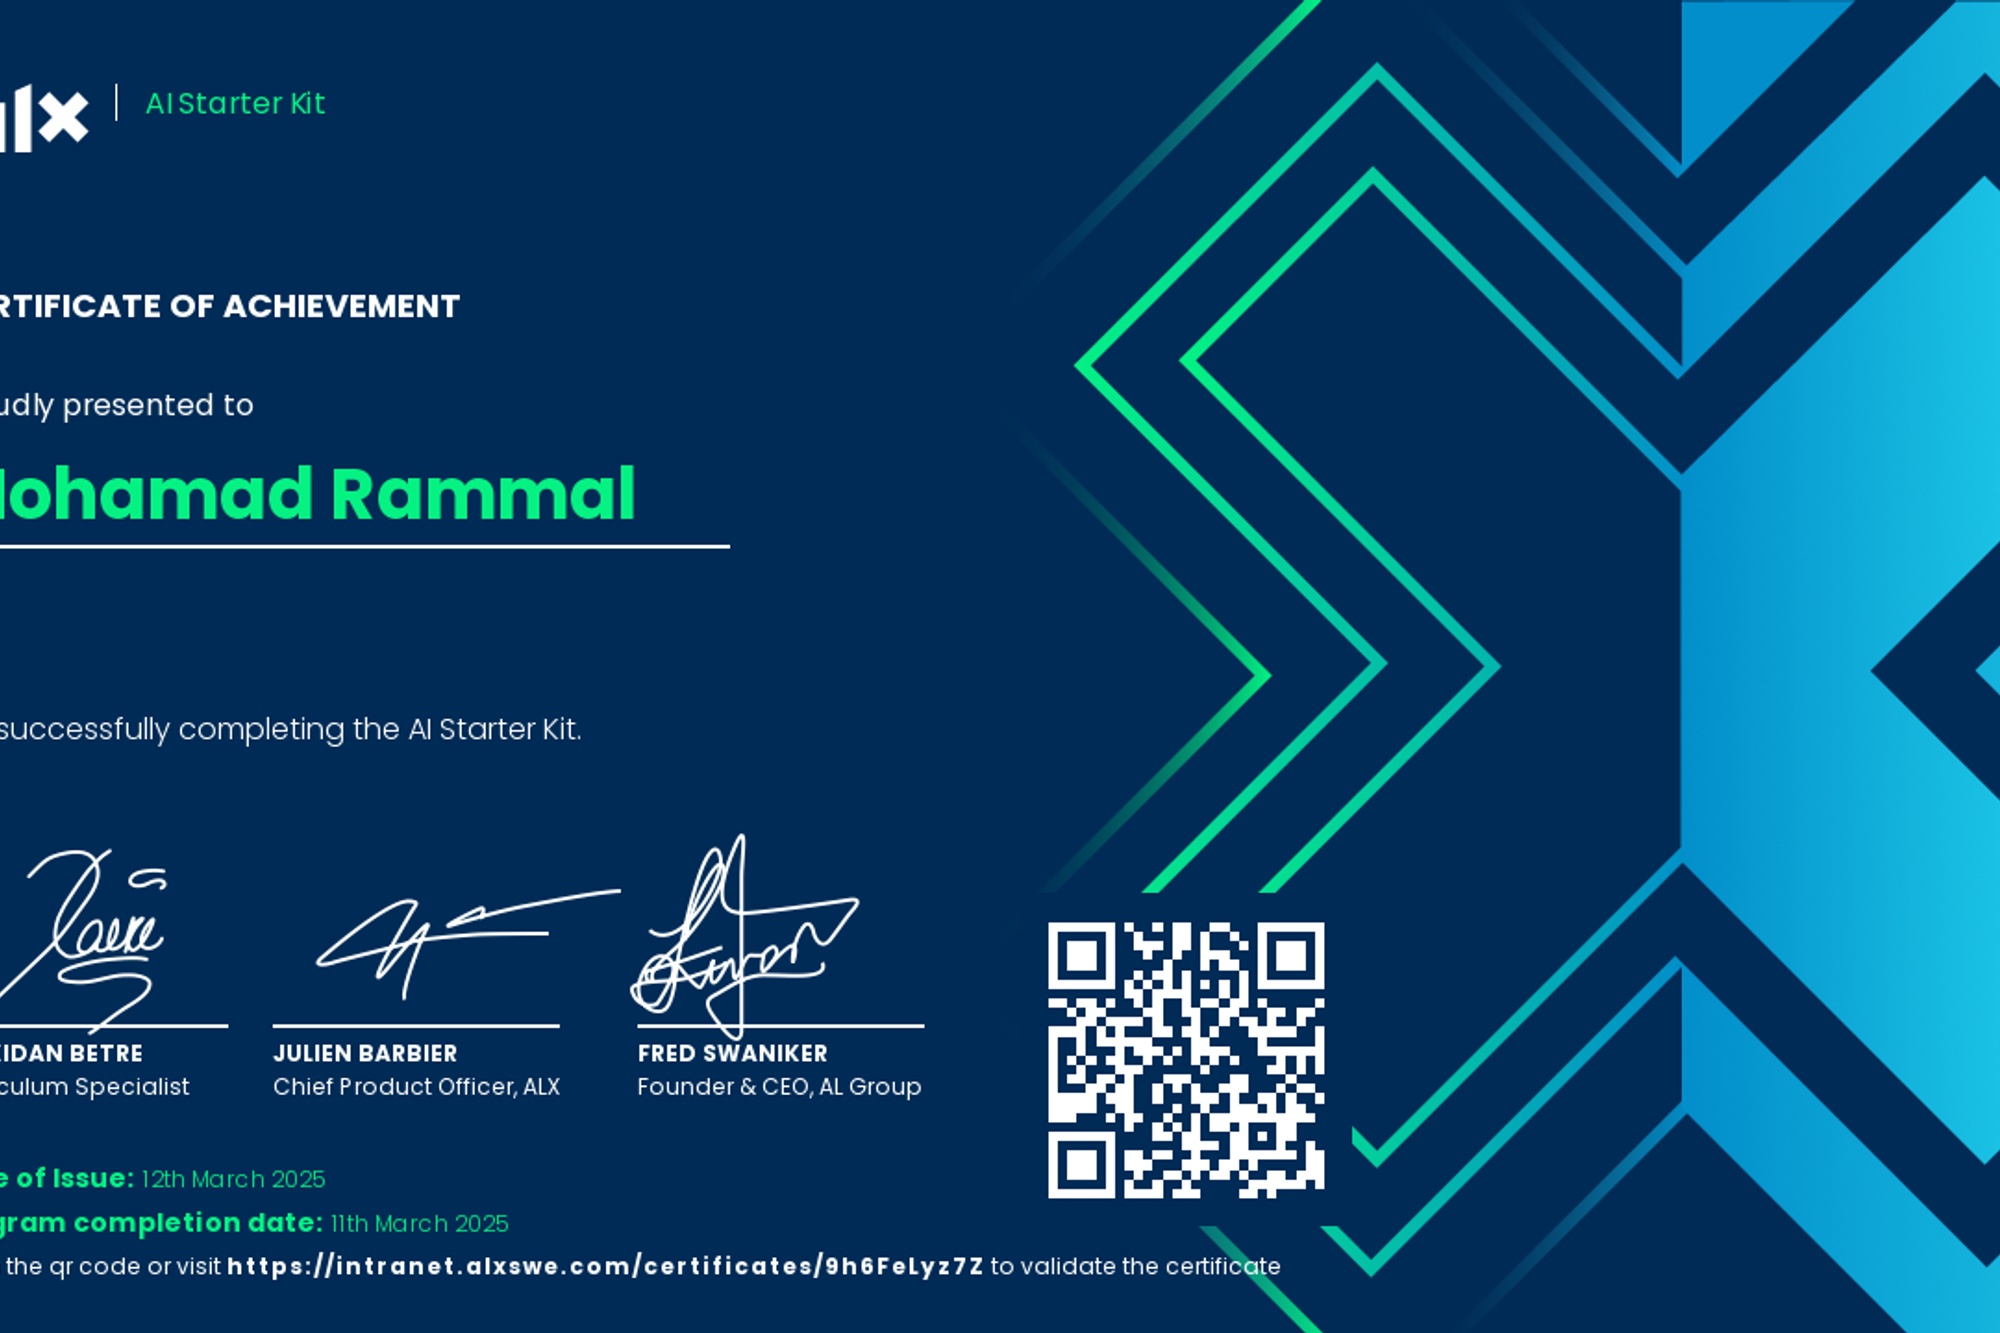 alx | AI Starter Kit
RTIFICATE OF ACHIEVEMENT
udly presented to
Mohamad Rammal
successfully completing the AI Starter Kit.
IDAN BETRE
JULIEN BARBIER
FRED SWANIKER
culum Specialist
Chief Product Officer, ALX
Founder & CEO, AL Group
e of Issue: 12th March 2025
gram completion date: 11th March 2025
the qr code or visit https://intranet.alxswe.com/certificates/9h6FeLyz7Z to validate the certificate